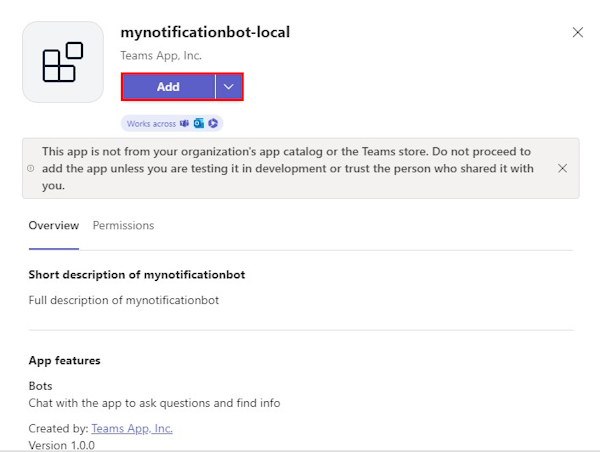 mynotificationbot-local
Teams App, Inc.
Add
Works across
This app is not from your organization's app catalog or the Teams store. Do not proceed to
add the app unless you are testing it in development or trust the person who shared it with
you.
Overview Permissions
Short description of mynotificationbot
Full description of mynotificationbot
App features
Bots
Chat with the app to ask questions and find info
Created by: Teams App, Inc.
Version 1.0.0